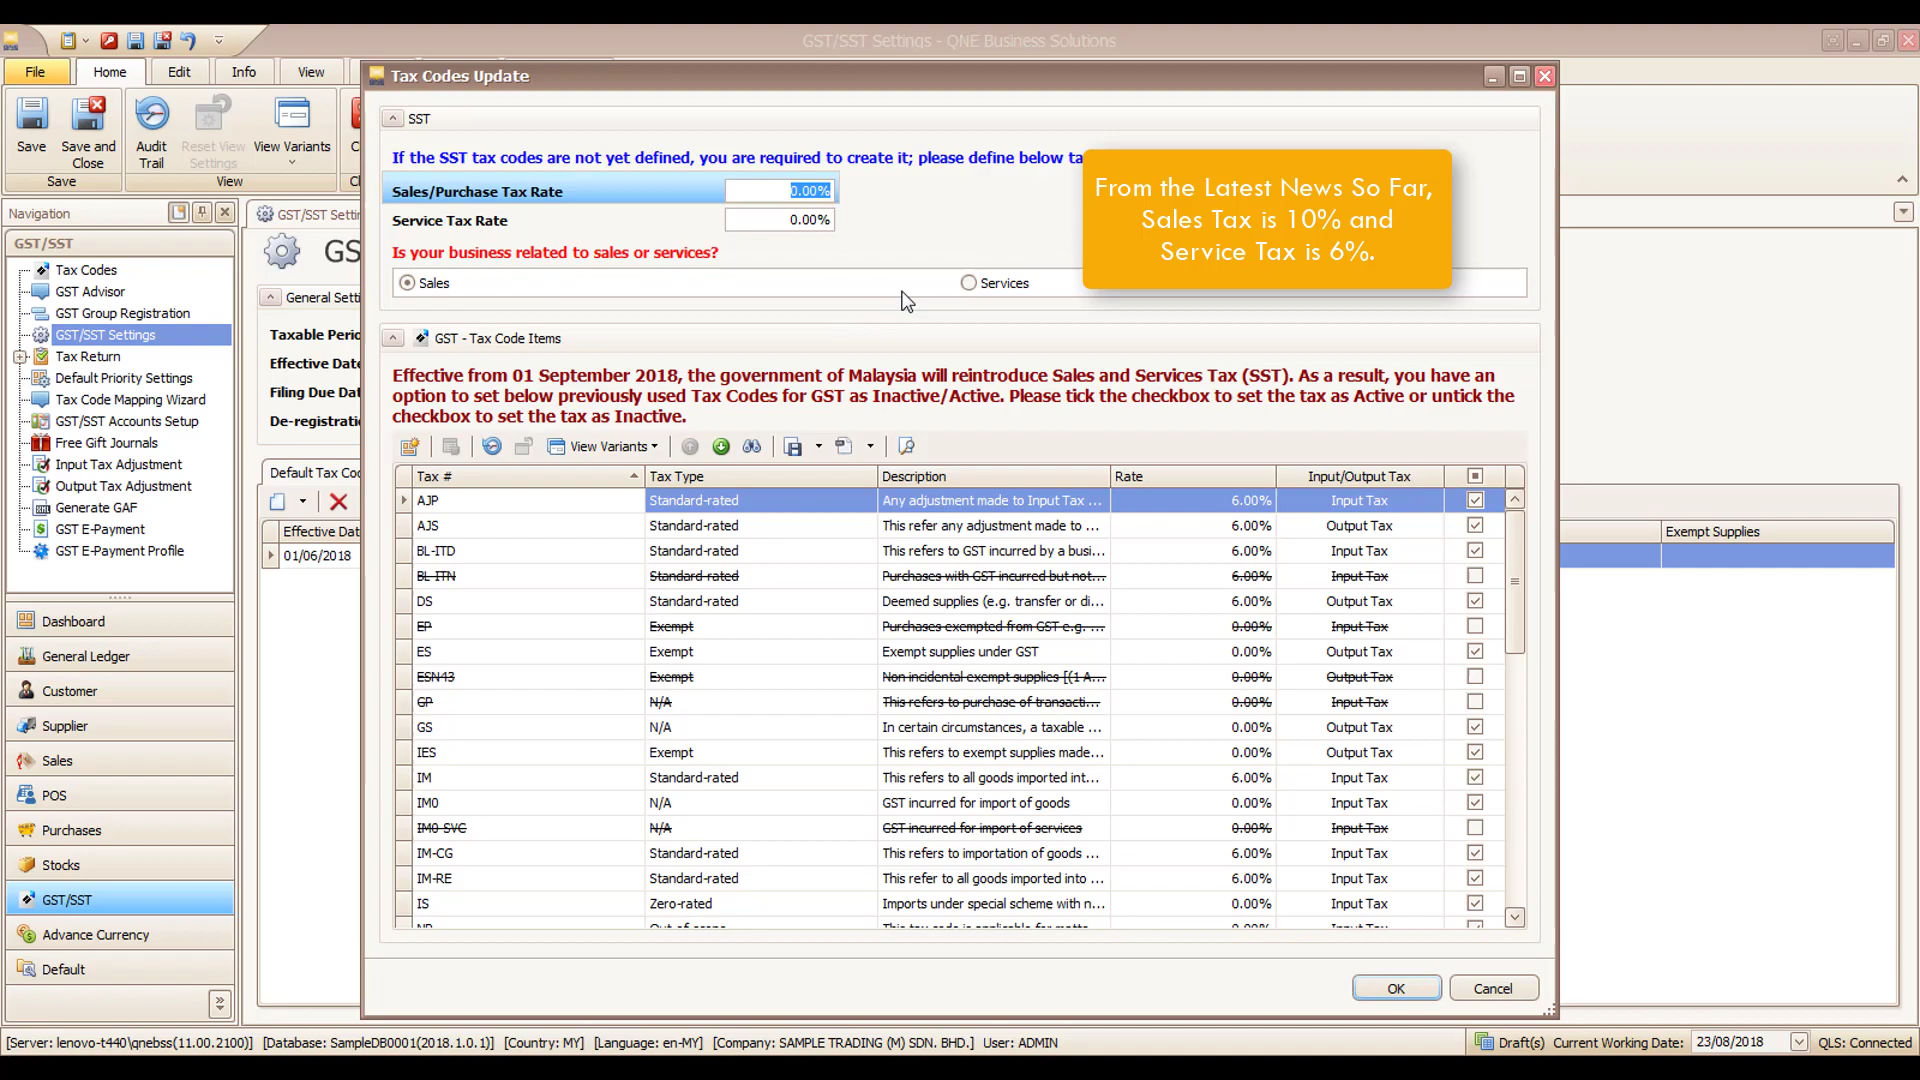 GST/SST Settings - QNE Business Solutions
File
Home
Edit
Info
View
Save
Save and Close
Audit Trail
Reset View Settings
View Variants
Save
View
Navigation
GST/SST
Tax Codes
GST Advisor
GST Group Registration
GST/SST Settings
Tax Return
Default Priority Settings
Tax Code Mapping Wizard
GST/SST Accounts Setup
Free Gift Journals
Input Tax Adjustment
Output Tax Adjustment
Generate GAF
GST E-Payment
GST E-Payment Profile
Dashboard
General Ledger
Customer
Supplier
Sales
POS
Purchases
Stocks
GST/SST
Advance Currency
Default
GST/SST Settin
GS
General Setti
Taxable Perio
Effective Date
Filing Due Dat
De-registratio
Default Tax Cod
Effective Dat
01/06/2018
Exempt Supplies
Tax Codes Update
SST
If the SST tax codes are not yet defined, you are required to create it; please define below ta
Sales/Purchase Tax Rate 0.00%
Service Tax Rate 0.00%
Is your business related to sales or services?
Sales Services
From the Latest News So Far,
Sales Tax is 10% and
Service Tax is 6%.
GST - Tax Code Items
Effective from 01 September 2018, the government of Malaysia will reintroduce Sales and Services Tax (SST). As a result, you have an
option to set below previously used Tax Codes for GST as Inactive/Active. Please tick the checkbox to set the tax as Active or untick the
checkbox to set the tax as Inactive.
View Variants
Tax # Tax Type Description Rate Input/Output Tax
AJP Standard-rated Any adjustment made to Input Tax ... 6.00% Input Tax
AJS Standard-rated This refer any adjustment made to ... 6.00% Output Tax
BL-ITD Standard-rated This refers to GST incurred by a busi... 6.00% Input Tax
BL-ITN Standard-rated Purchases with GST incurred but not... 6.00% Input Tax
DS Standard-rated Deemed supplies (e.g. transfer or di... 6.00% Output Tax
EP Exempt Purchases exempted from GST e.g. ... 0.00% Input Tax
ES Exempt Exempt supplies under GST 0.00% Output Tax
ESN43 Exempt Non incidental exempt supplies [(1 A... 0.00% Output Tax
GP N/A This refers to purchase of transacti... 0.00% Input Tax
GS N/A In certain circumstances, a taxable ... 0.00% Output Tax
IES Exempt This refers to exempt supplies made... 0.00% Output Tax
IM Standard-rated This refers to all goods imported int... 6.00% Input Tax
IM0 N/A GST incurred for import of goods 0.00% Input Tax
IM0-SVC N/A GST incurred for import of services 0.00% Input Tax
IM-CG Standard-rated This refers to importation of goods ... 6.00% Input Tax
IM-RE Standard-rated This refer to all goods imported into ... 6.00% Input Tax
IS Zero-rated Imports under special scheme with n... 0.00% Input Tax
OK Cancel
[Server: lenovo-t440\qnebss(11.00.2100)] [Database: SampleDB0001(2018.1.0.1)] [Country: MY] [Language: en-MY] [Company: SAMPLE TRADING (M) SDN. BHD.] User: ADMIN
Draft(s) Current Working Date: 23/08/2018 QLS: Connected